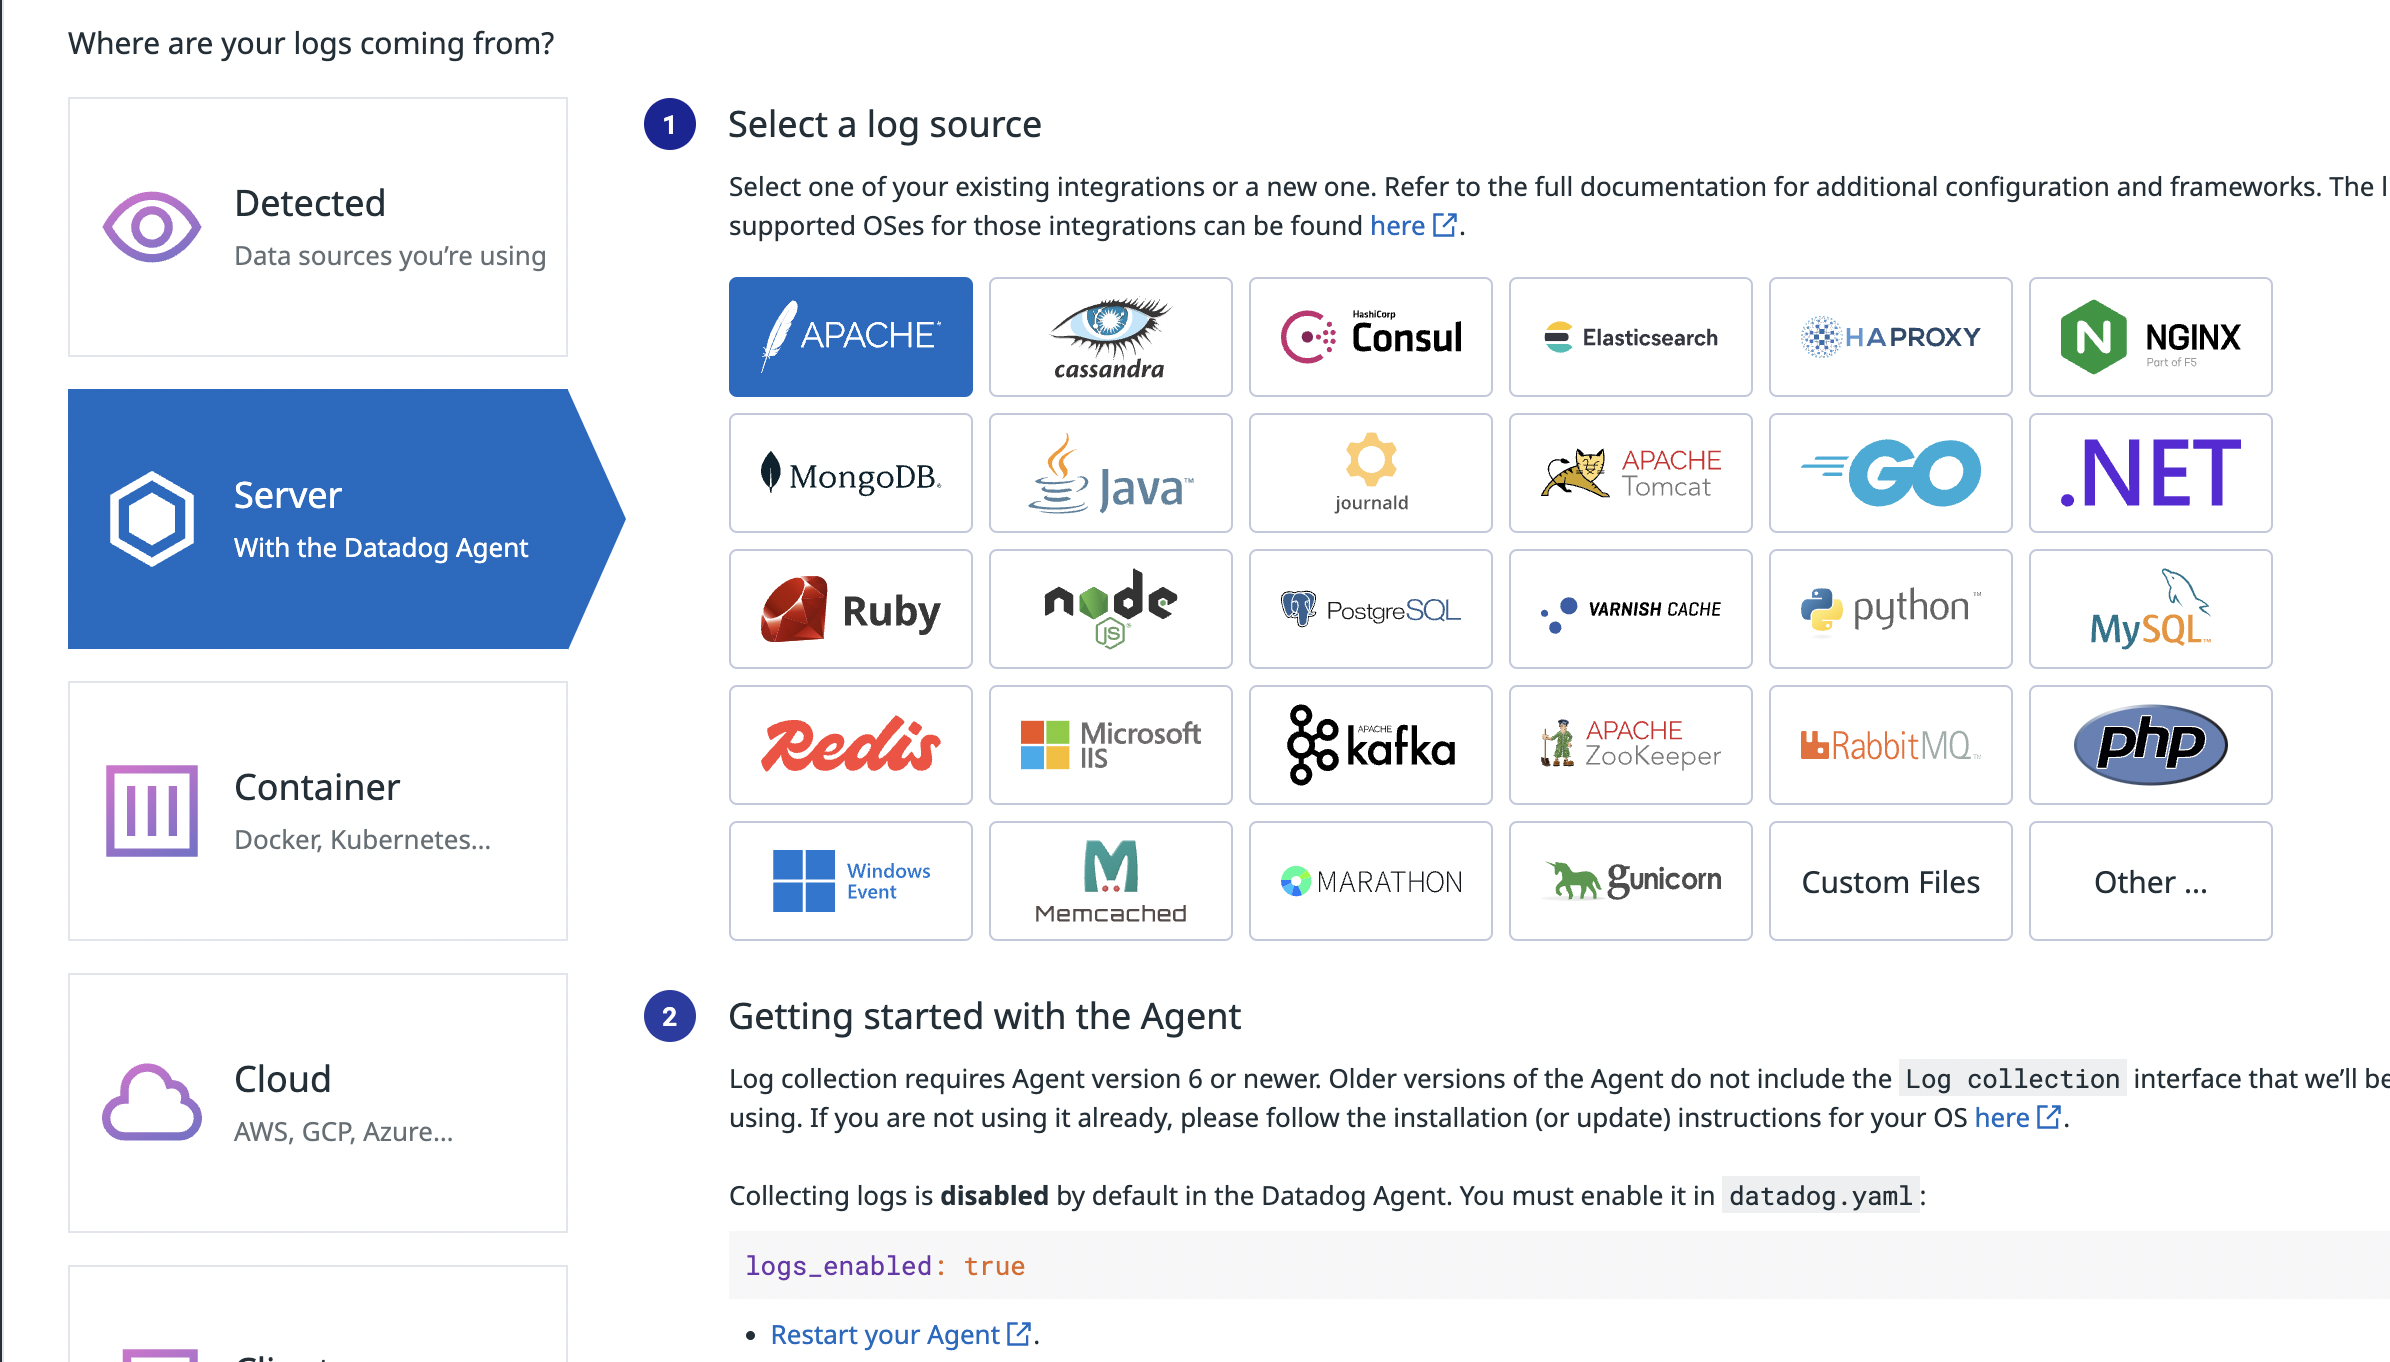 Where are your logs coming from?
Detected
Data sources you're using
Server
With the Datadog Agent
Container
Docker, Kubernetes...
Cloud
AWS, GCP, Azure...
1
Select a log source
Select one of your existing integrations or a new one. Refer to the full documentation for additional configuration and frameworks. The
supported OSes for those integrations can be found here.
APACHE
cassandra
HashiCorp
Consul
Elasticsearch
HAPROXY
NGINX
Part of F5
MongoDB
Java™
journald
APACHE
Tomcat
GO
.NET
Ruby
node
JS
PostgreSQL
VARNISH CACHE
python™
MySQL™
Redis
Microsoft
IIS
APACHE
kafka
APACHE
ZooKeeper
RabbitMQ™
php
Windows
Event
Memcached
MARATHON
gunicorn
Custom Files
Other ...
2
Getting started with the Agent
Log collection requires Agent version 6 or newer. Older versions of the Agent do not include the Log collection interface that we'll be
using. If you are not using it already, please follow the installation (or update) instructions for your OS here.
Collecting logs is disabled by default in the Datadog Agent. You must enable it in datadog.yaml:
logs_enabled: true
• Restart your Agent.